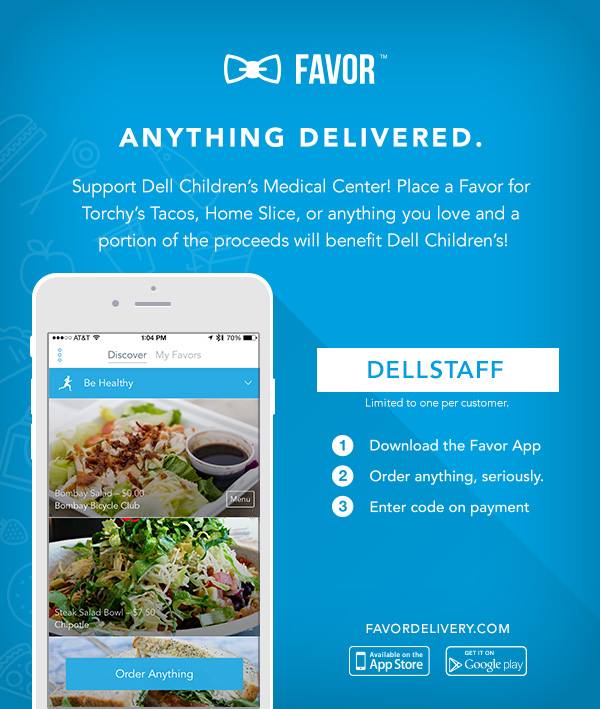 FAVOR™
ANYTHING DELIVERED.
Support Dell Children's Medical Center! Place a Favor for
Torchy's Tacos, Home Slice, or anything you love and a
portion of the proceeds will benefit Dell Children's!
AT&T 1:04 PM 70%
Discover My Favors
Be Healthy
Bombay Salad – $0.00
Bombay Bicycle Club
Menu
Steak Salad Bowl – $7.50
Chipotle
Order Anything
DELLSTAFF
Limited to one per customer.
1 Download the Favor App
2 Order anything, seriously.
3 Enter code on payment
FAVORDELIVERY.COM
Available on the
App Store
GET IT ON
Google play